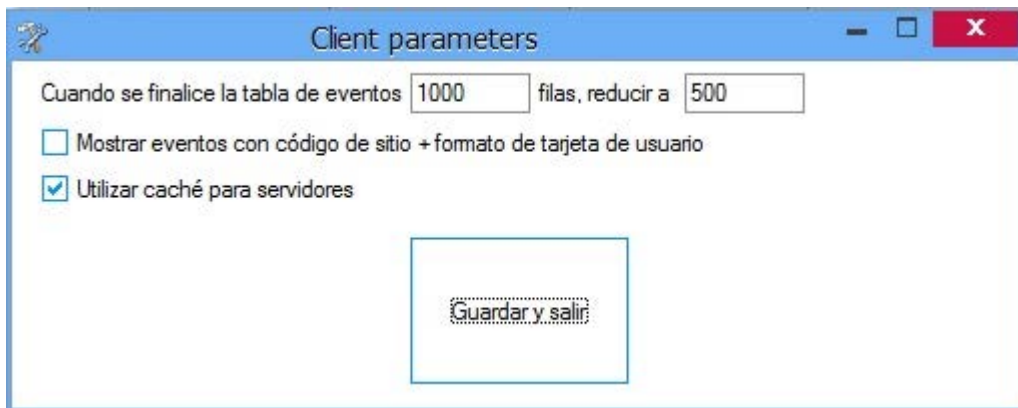 Client parameters
Cuando se finalice la tabla de eventos 1000 filas, reducir a 500
Mostrar eventos con código de sitio + formato de tarjeta de usuario
Utilizar caché para servidores
Guardar y salir